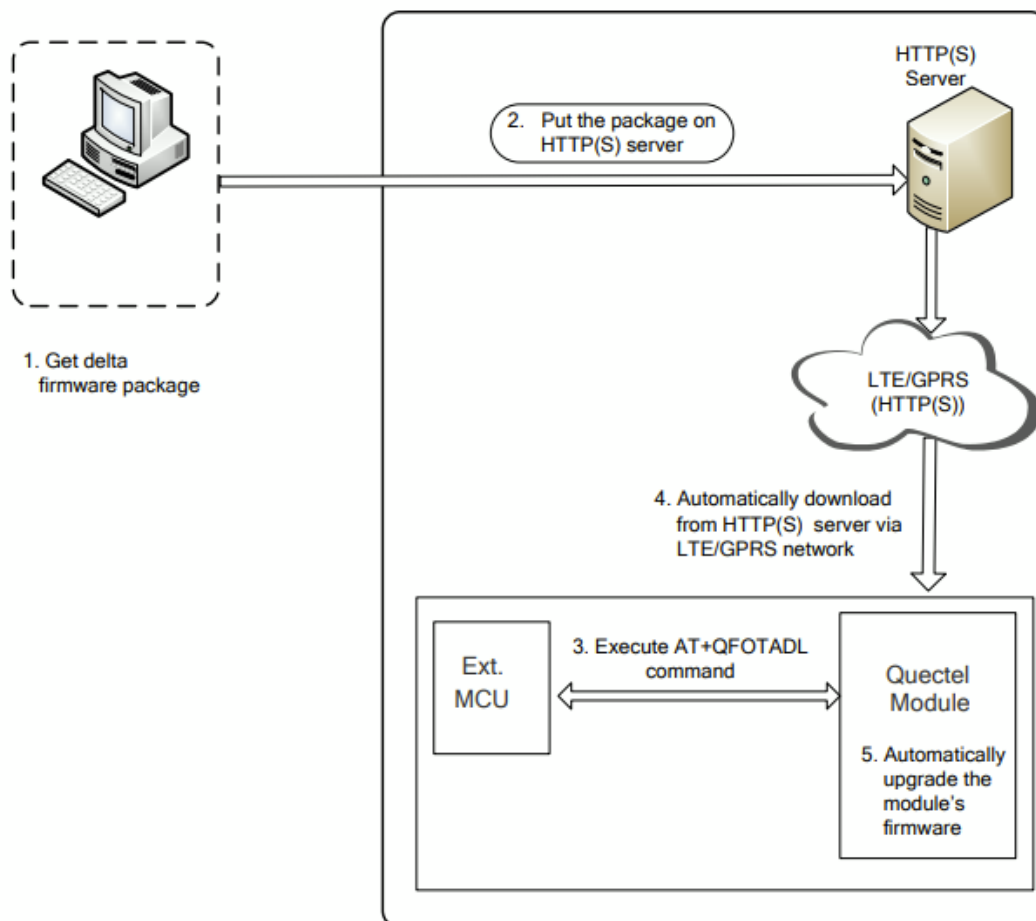 HTTP(S)
Server
2. Put the package on
HTTP(S) server
1. Get delta
firmware package
LTE/GPRS
(HTTP(S))
4. Automatically download
from HTTP(S) server via
LTE/GPRS network
3. Execute AT+QFOTADL
command
Ext.
MCU
Quectel
Module
5. Automatically
upgrade the
module's
firmware